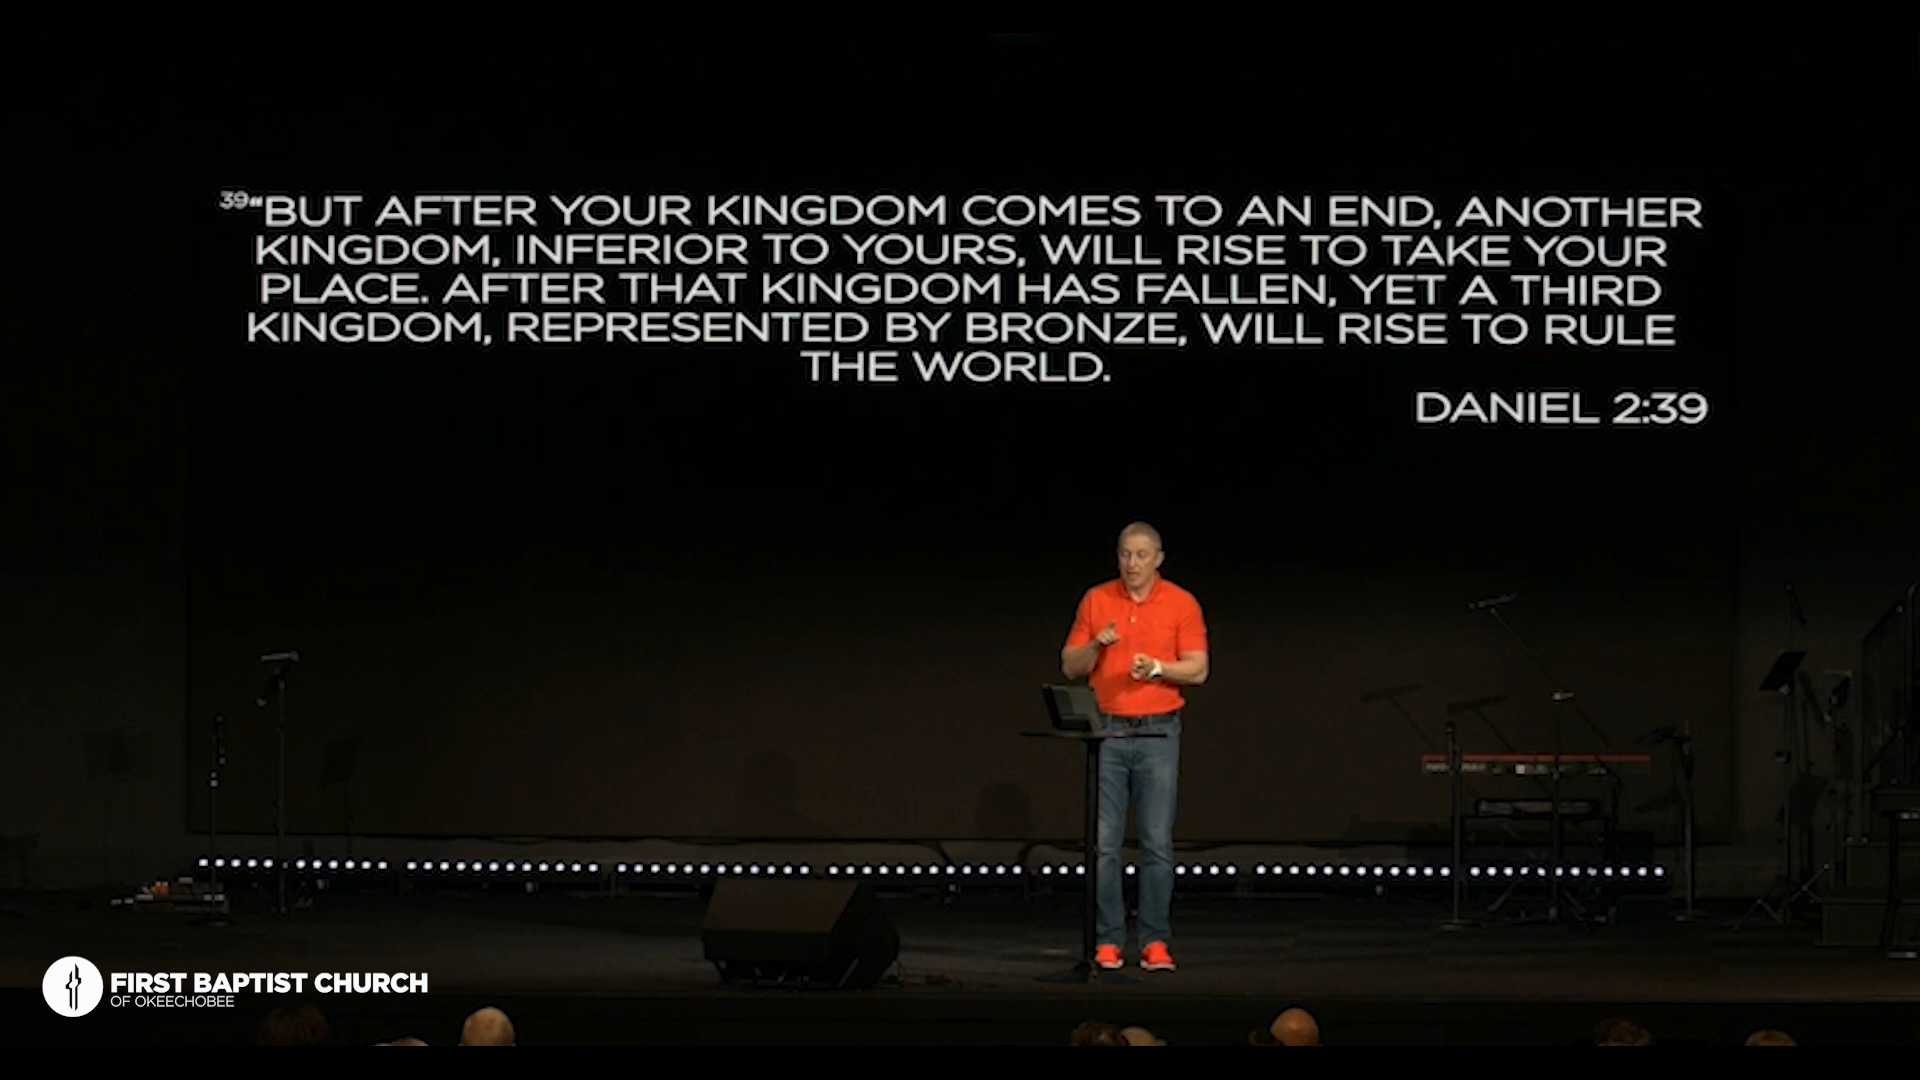 39“BUT AFTER YOUR KINGDOM COMES TO AN END, ANOTHER
KINGDOM, INFERIOR TO YOURS, WILL RISE TO TAKE YOUR
PLACE. AFTER THAT KINGDOM HAS FALLEN, YET A THIRD
KINGDOM, REPRESENTED BY BRONZE, WILL RISE TO RULE
THE WORLD.
DANIEL 2:39
FIRST BAPTIST CHURCH
OF OKEECHOBEE